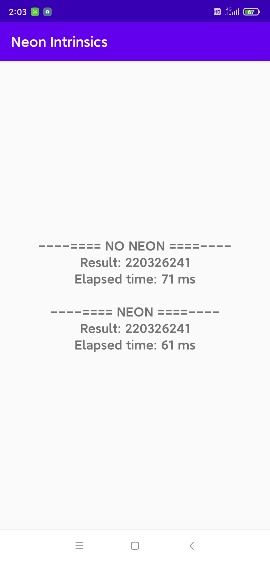 2:03
67
Neon Intrinsics
----==== NO NEON ====----
Result: 220326241
Elapsed time: 71 ms
----==== NEON ====----
Result: 220326241
Elapsed time: 61 ms